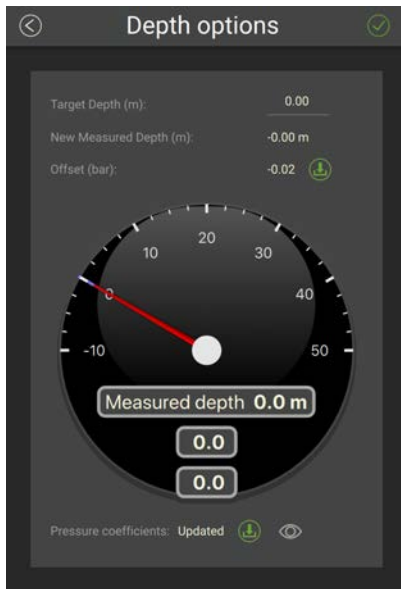 Depth options
Target Depth (m): 0.00
New Measured Depth (m): -0.00 m
Offset (bar): -0.02
20
10 30
0 40
-10 50
Measured depth 0.0 m
0.0
0.0
Pressure coefficients: Updated